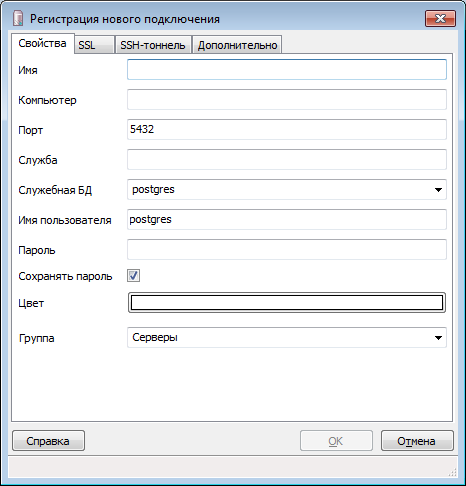 Регистрация нового подключения
Свойства SSL SSH-тоннель Дополнительно
Имя
Компьютер
Порт 5432
Служба
Служебная БД postgres
Имя пользователя postgres
Пароль
Сохранять пароль
Цвет
Группа Серверы
Справка OK Отмена